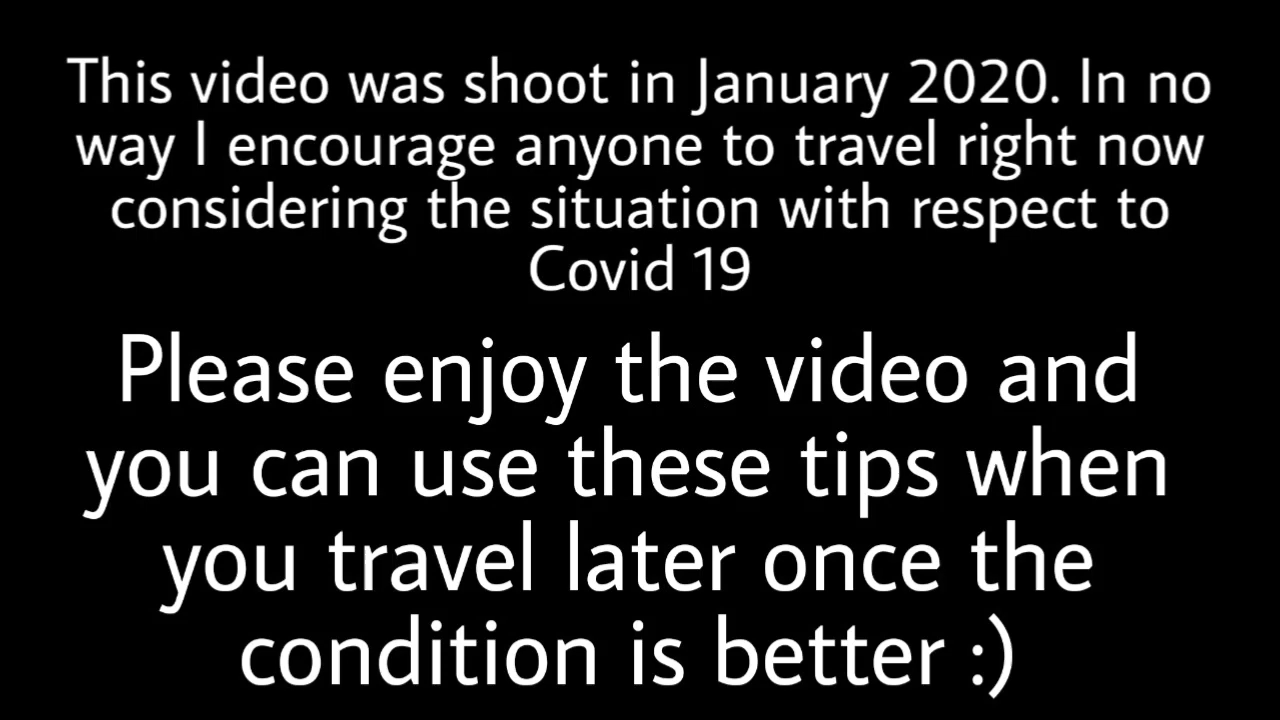 This video was shoot in January 2020. In no
way I encourage anyone to travel right now
considering the situation with respect to
Covid 19
Please enjoy the video and
you can use these tips when
you travel later once the
condition is better :)